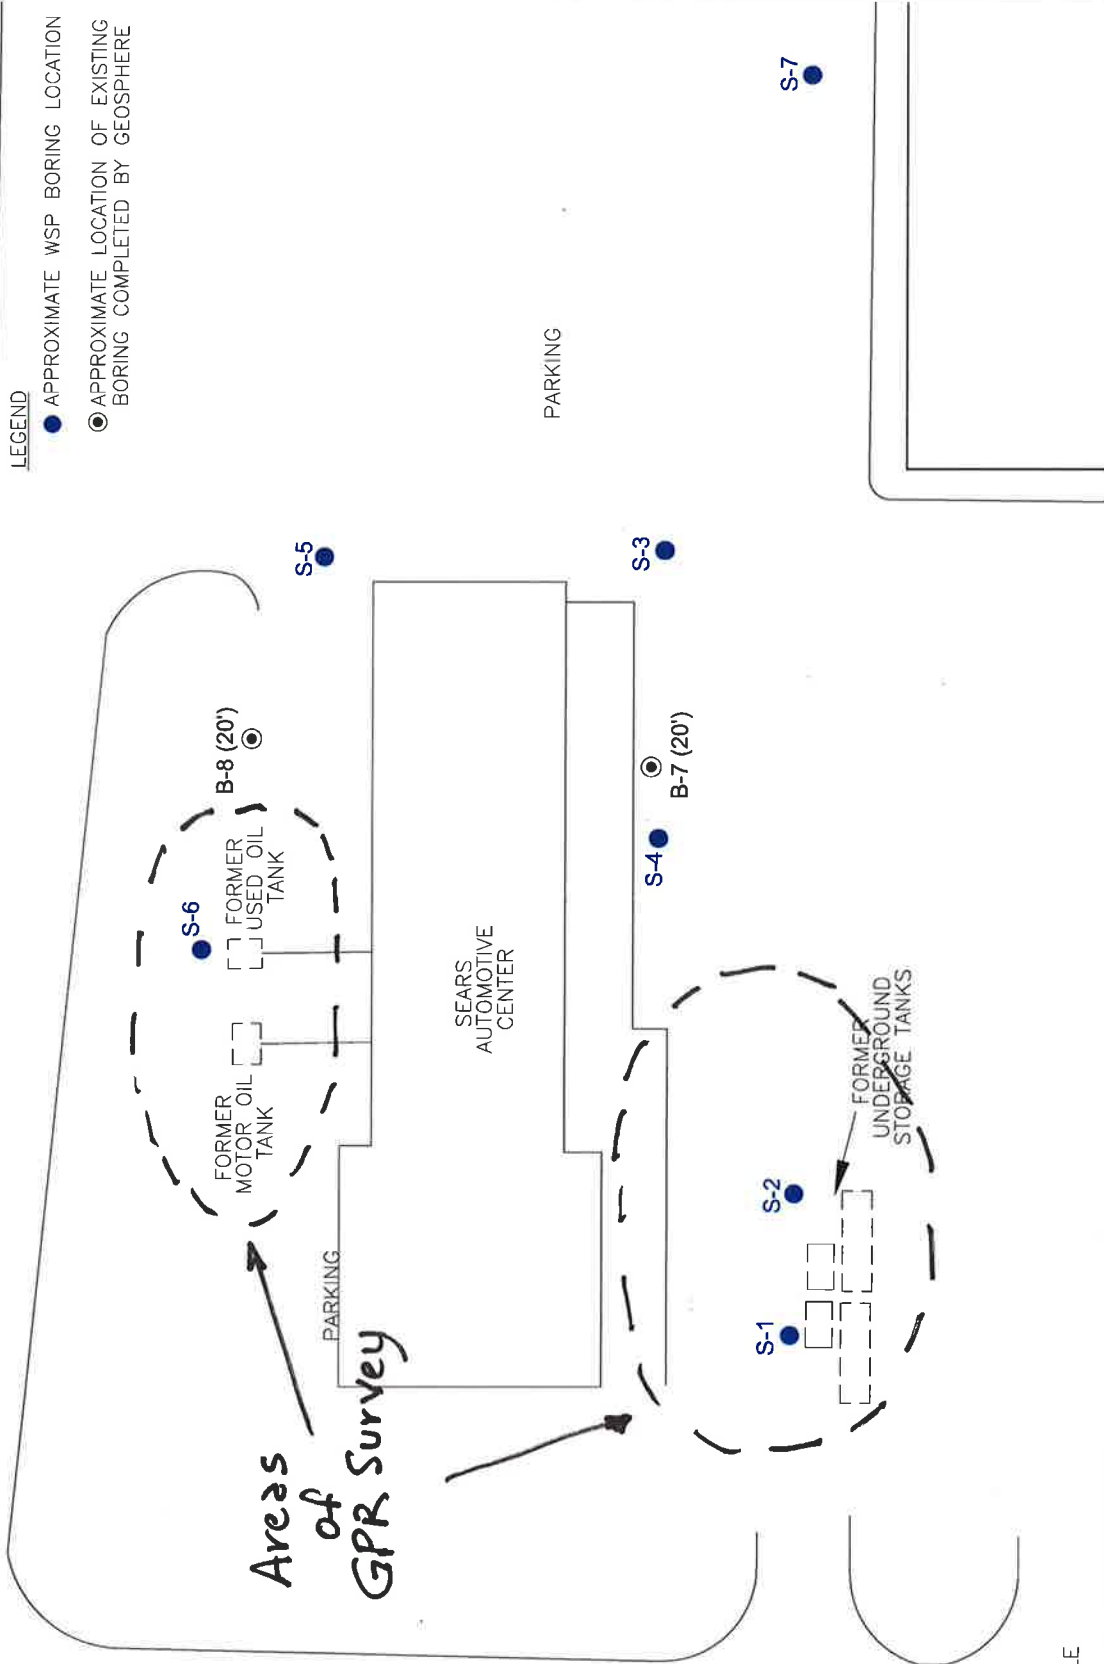 LEGEND
APPROXIMATE WSP BORING LOCATION
APPROXIMATE LOCATION OF EXISTING
BORING COMPLETED BY GEOSPHERE
S-7
PARKING
S-5
S-3
B-8 (20')
B-7 (20')
S-4
S-6
FORMER
USED OIL
TANK
FORMER
MOTOR OIL
TANK
SEARS
AUTOMOTIVE
CENTER
FORMER
UNDERGROUND
STORAGE TANKS
S-2
S-1
PARKING
Areas
of
GPR Survey
LE